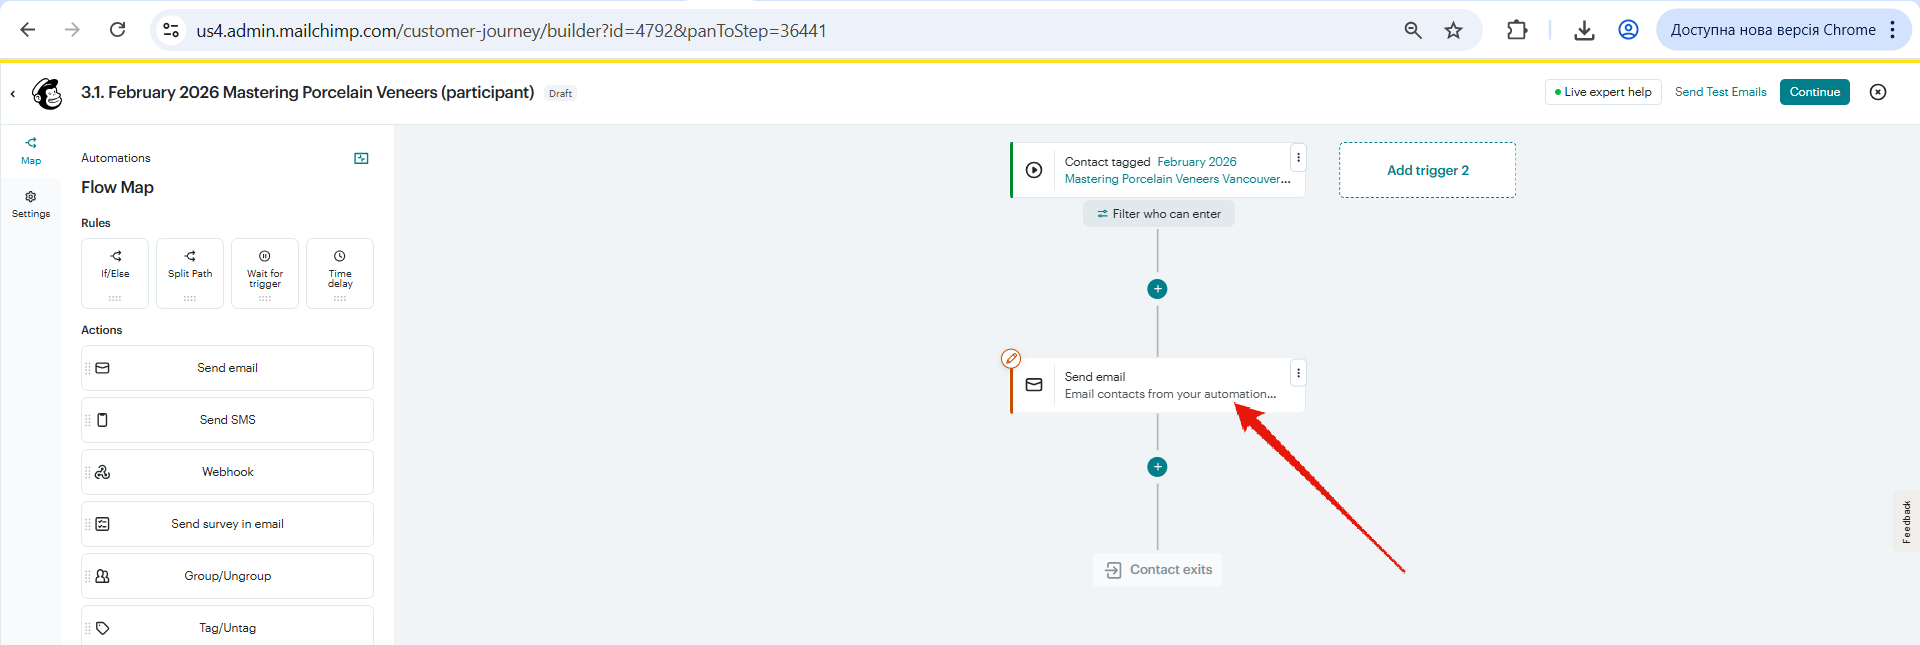 us4.admin.mailchimp.com/customer-journey/builder?id=4792&panToStep=36441
Доступна нова версія Chrome
3.1. February 2026 Mastering Porcelain Veneers (participant)
Draft
Live expert help
Send Test Emails
Continue
Map
Settings
Automations
Flow Map
Rules
If/Else
Split Path
Wait for
trigger
Time
delay
Actions
Send email
Send SMS
Webhook
Send survey in email
Group/Ungroup
Tag/Untag
Contact tagged February 2026
Mastering Porcelain Veneers Vancouver...
Add trigger 2
Filter who can enter
Send email
Email contacts from your automation...
Contact exits
Feedback